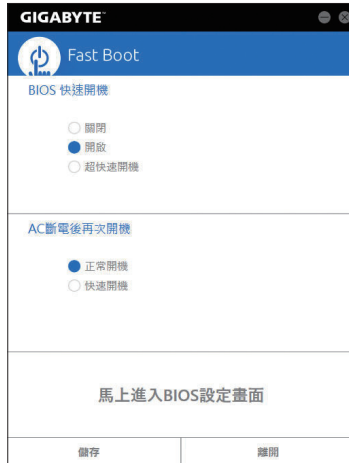 GIGABYTE™
Fast Boot
BIOS 快速開機
關閉
開啟
超快速開機
AC斷電後再次開機
正常開機
快速開機
馬上進入BIOS設定畫面
儲存
離開